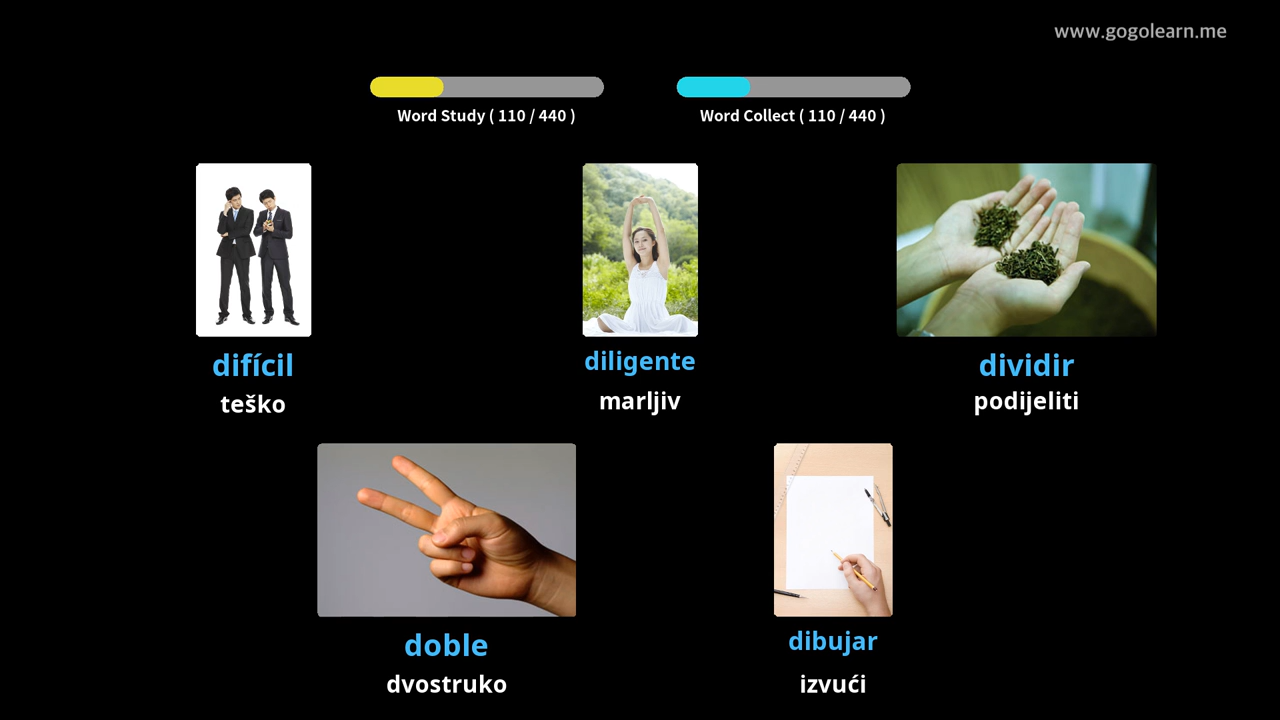 www.gogolearn.me
Word Study ( 110 / 440 )
Word Collect ( 110 / 440 )
difícil
teško
diligente
marljiv
dividir
podijeliti
doble
dvostruko
dibujar
izvući